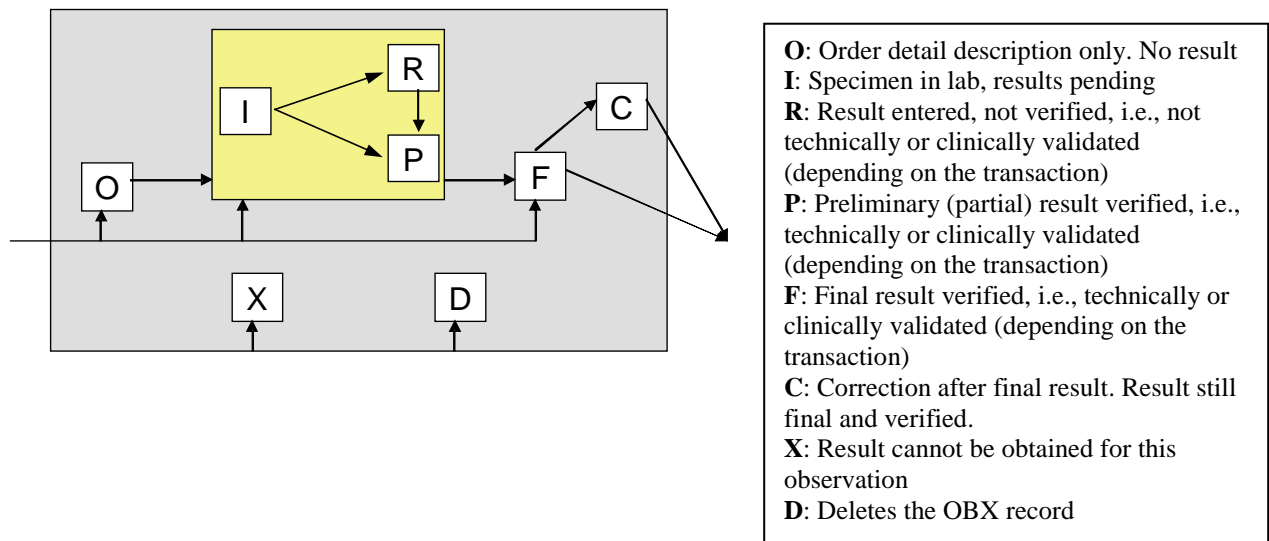 R
I
P
C
O
F
X
D
O: Order detail description only. No result
I: Specimen in lab, results pending
R: Result entered, not verified, i.e., not
technically or clinically validated
(depending on the transaction)
P: Preliminary (partial) result verified, i.e.,
technically or clinically validated
(depending on the transaction)
F: Final result verified, i.e., technically or
clinically validated (depending on the
transaction)
C: Correction after final result. Result still
final and verified.
X: Result cannot be obtained for this
observation
D: Deletes the OBX record